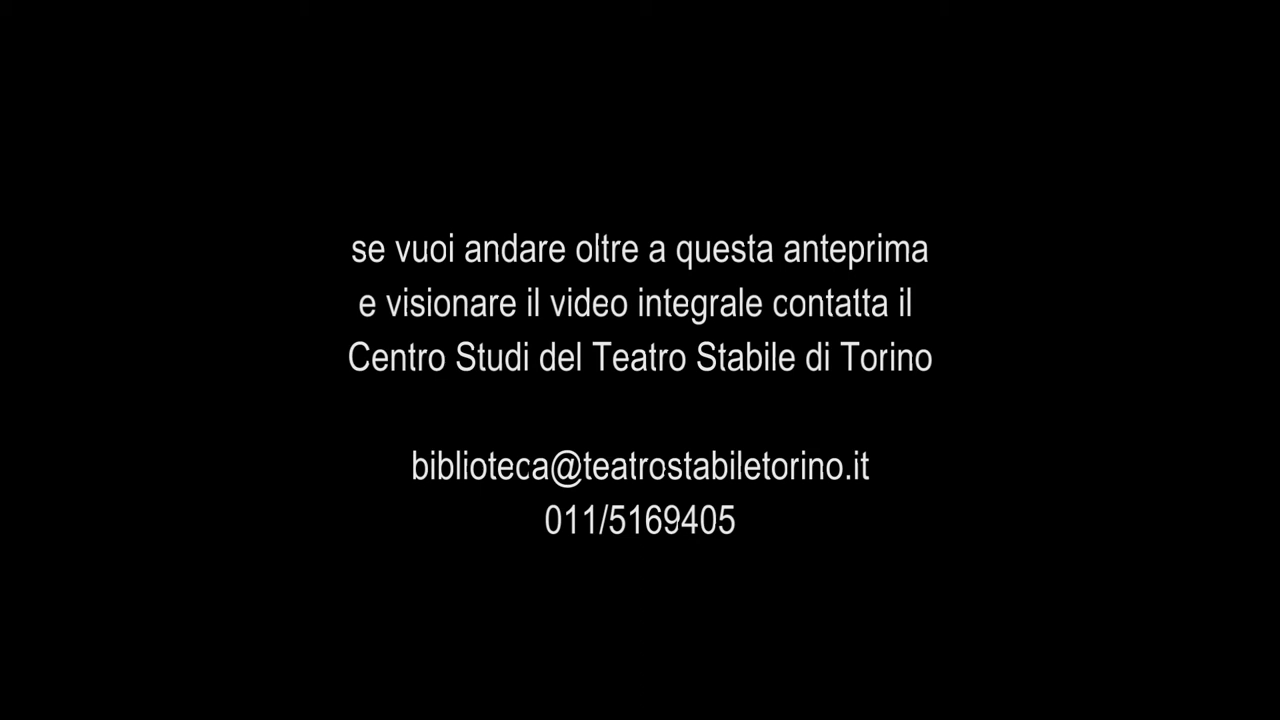 se vuoi andare oltre a questa anteprima
e visionare il video integrale contatta il
Centro Studi del Teatro Stabile di Torino
biblioteca@teatrostabiletorino.it
011/5169405